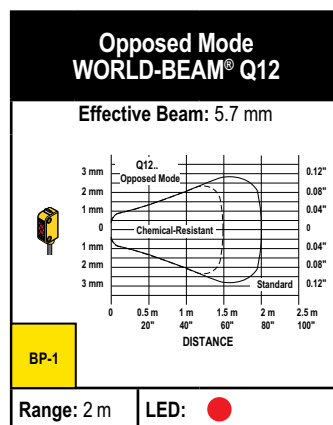 Opposed Mode
WORLD-BEAM® Q12
Effective Beam: 5.7 mm
Q12..
Opposed Mode
3 mm 0.12"
2 mm 0.08"
1 mm 0.04"
0 Chemical-Resistant 0
1 mm 0.04"
2 mm 0.08"
3 mm Standard 0.12"
0 0.5 m 1 m 1.5 m 2 m 2.5 m
20" 40" 60" 80" 100"
DISTANCE
BP-1
Range: 2 m LED: